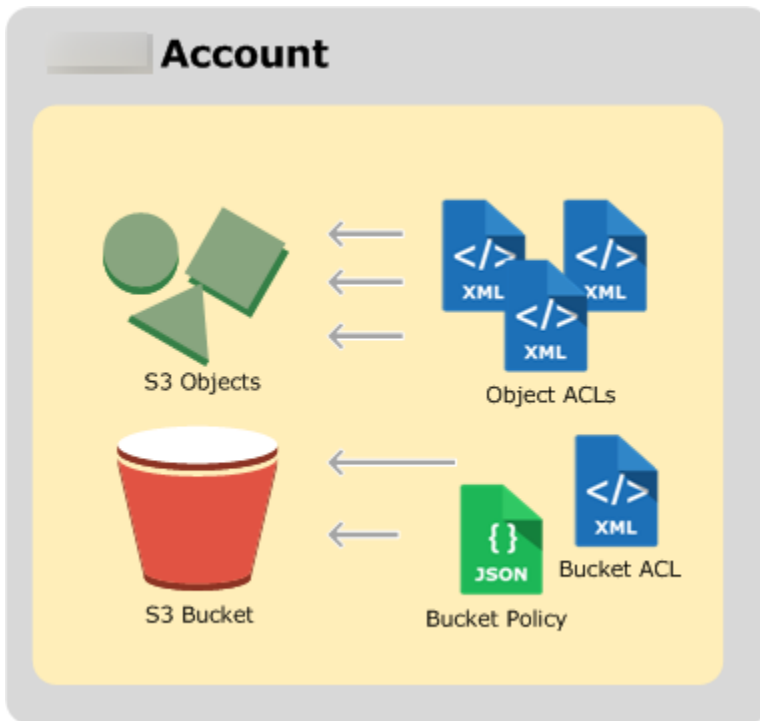 Account
</>
XML
</>
XML
</>
XML
S3 Objects
Object ACLs
</>
XML
{ }
JSON
Bucket ACL
S3 Bucket
Bucket Policy